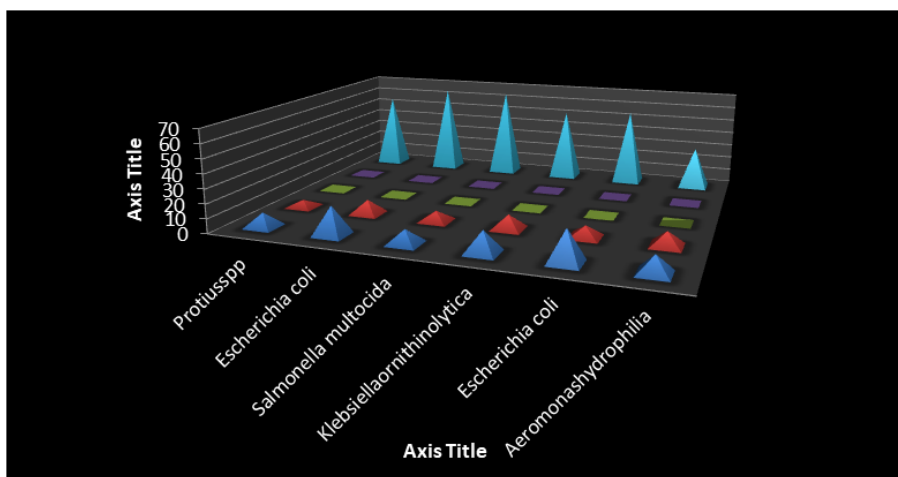 Axis Title
70
60
50
40
30
20
10
0
Protiusspp
Escherichia coli
Salmonella multocida
Klebsiellaornithinolytica
Escherichia coli
Aeromonashydrophilia
Axis Title